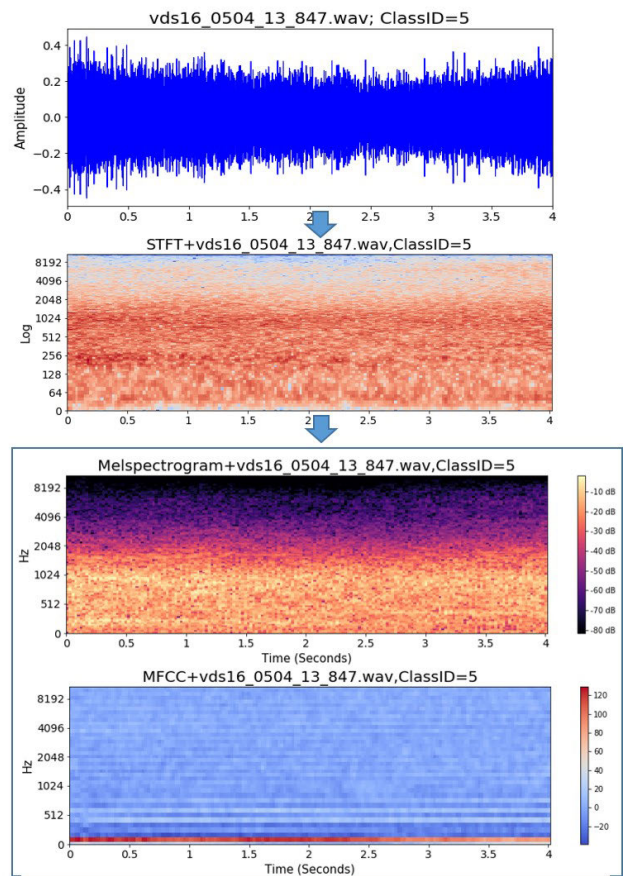 vds16_0504_13_847.wav; ClassID=5
Amplitude
0.4
0.2
0.0
−0.2
−0.4
0 0.5 1 1.5 2 2.5 3 3.5 4
STFT+vds16_0504_13_847.wav,ClassID=5
Log
8192
4096
2048
1024
512
256
128
64
0
0 0.5 1 1.5 2 2.5 3 3.5 4
Melspectrogram+vds16_0504_13_847.wav,ClassID=5
Hz
8192
4096
2048
1024
512
0
0 0.5 1 1.5 2 2.5 3 3.5 4
Time (Seconds)
-10 dB
-20 dB
-30 dB
-40 dB
-50 dB
-60 dB
-70 dB
-80 dB
MFCC+vds16_0504_13_847.wav,ClassID=5
Hz
8192
4096
2048
1024
512
0
0 0.5 1 1.5 2 2.5 3 3.5 4
Time (Seconds)
120
100
80
60
40
20
0
−20